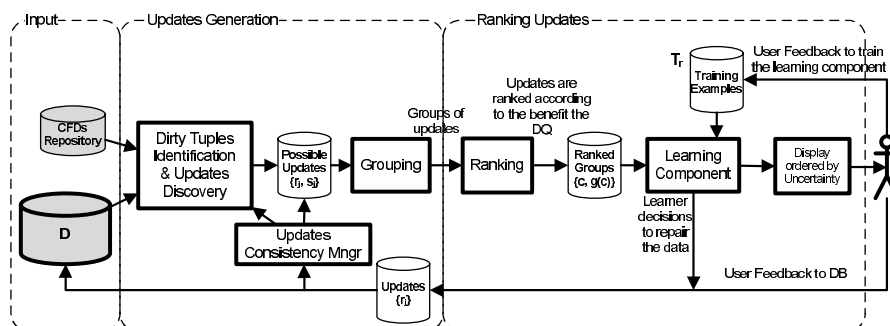 Input
Updates Generation
Ranking Updates
CFDs
Repository
D
Dirty Tuples
Identification
& Updates
Discovery
Possible
Updates
Grouping
Groups of
updates
Updates
Consistency Mngr
Updates
Updates are
ranked according
to the benefit the
DQ
Ranking
Ranked
Groups
{c, g(c)}
Tr
Training
Examples
User Feedback to train
the learning component
Learning
Component
Learner
decisions
to repair
the data
Display
ordered by
Uncertainty
User Feedback to DB